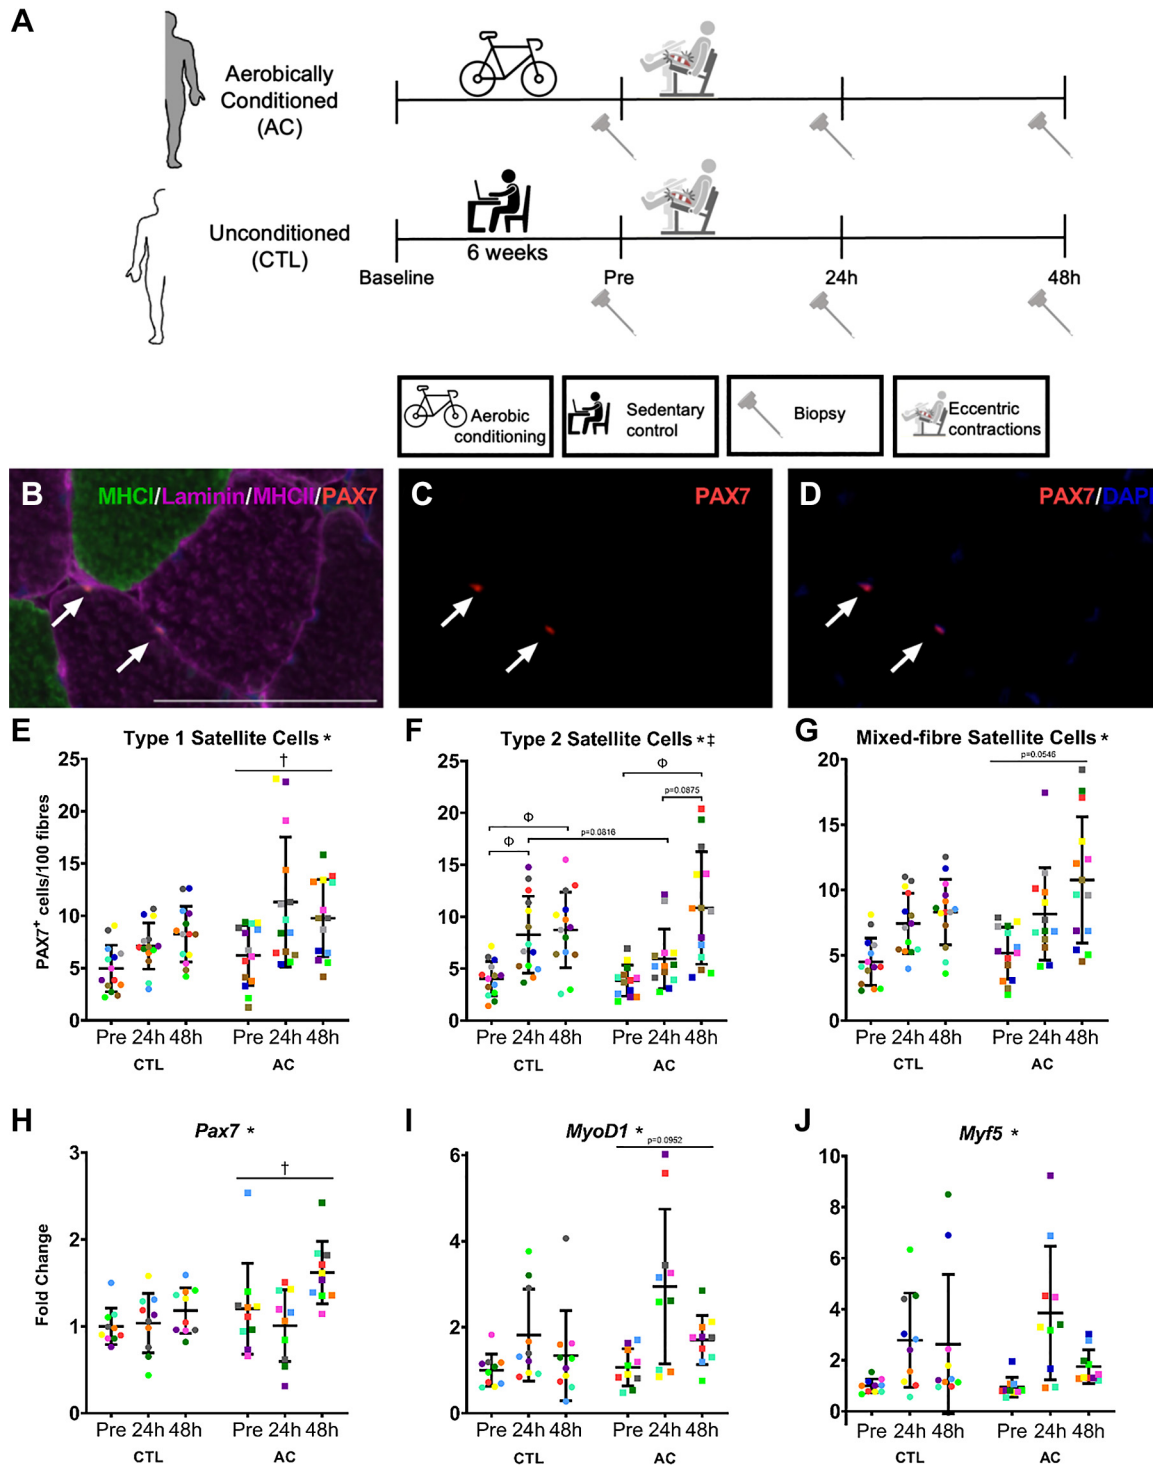 A
Aerobically
Conditioned
(AC)
Unconditioned
(CTL)
6 weeks
Baseline
Pre
24h
48h
Aerobic
conditioning
Sedentary
control
Biopsy
Eccentric
contractions
B
MHCI/Laminin/MHCII/PAX7
C
PAX7
D
PAX7/DAPI
E
Type 1 Satellite Cells *
†
PAX7+ cells/100 fibres
25
20
15
10
5
0
Pre 24h 48h
CTL
Pre 24h 48h
AC
F
Type 2 Satellite Cells *‡
Φ
p=0.0875
Φ
p=0.0816
Φ
25
20
15
10
5
0
Pre 24h 48h
CTL
Pre 24h 48h
AC
G
Mixed-fibre Satellite Cells *
p=0.0546
20
15
10
5
0
Pre 24h 48h
CTL
Pre 24h 48h
AC
H
Pax7 *
†
Fold Change
3
2
1
0
Pre 24h 48h
CTL
Pre 24h 48h
AC
I
MyoD1 *
p=0.0952
6
4
2
0
Pre 24h 48h
CTL
Pre 24h 48h
AC
J
Myf5 *
10
8
6
4
2
0
Pre 24h 48h
CTL
Pre 24h 48h
AC